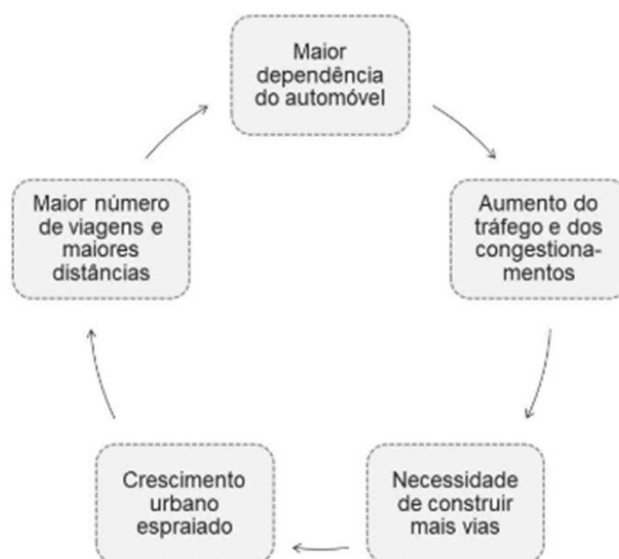 Maior
dependência
do automóvel
Aumento do
tráfego e dos
congestiona-
mentos
Necessidade
de construir
mais vias
Crescimento
urbano
espraiado
Maior número
de viagens e
maiores
distâncias